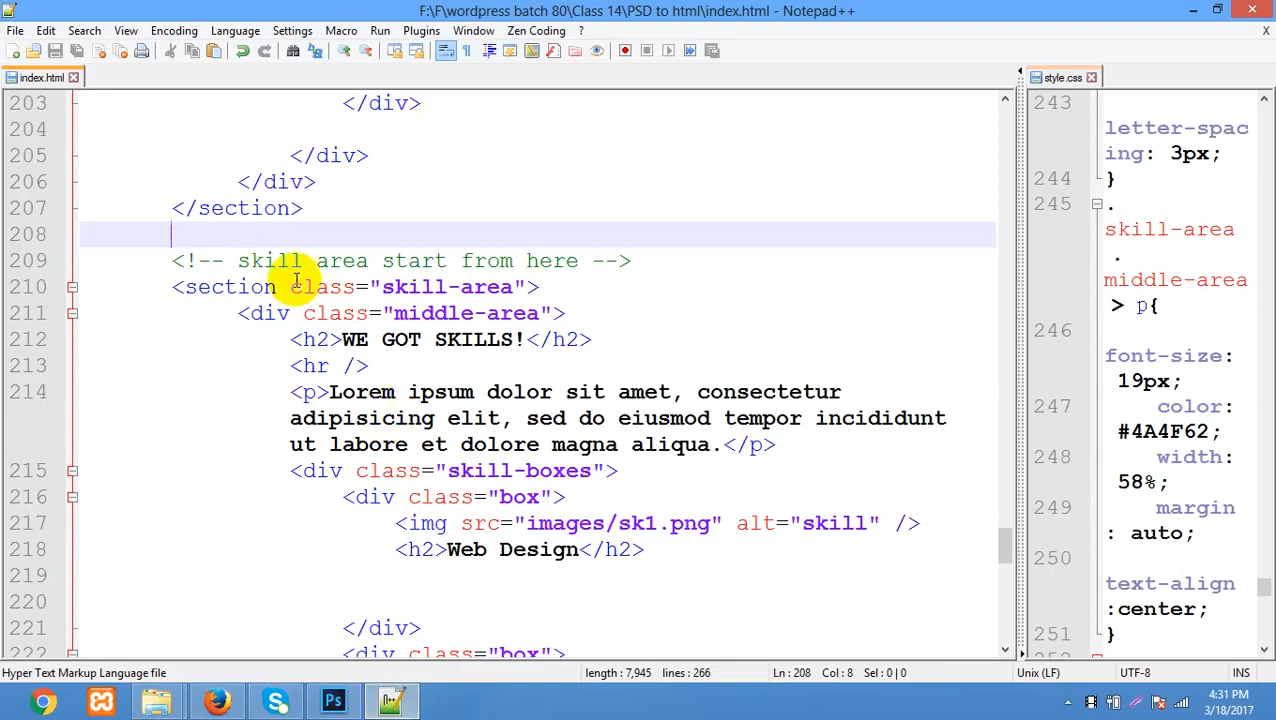 F:\F\wordpress batch 80\Class 14\PSD to html\index.html - Notepad++
File Edit Search View Encoding Language Settings Macro Run Plugins Window Zen Coding ? X
index.html
style.css
203 </div>
204
205 </div>
206 </div>
207 </section>
208
209 <!-- skill area start from here -->
210 <section class="skill-area">
211 <div class="middle-area">
212 <h2>WE GOT SKILLS!</h2>
213 <hr />
214 <p>Lorem ipsum dolor sit amet, consectetur
adipisicing elit, sed do eiusmod tempor incididunt
ut labore et dolore magna aliqua.</p>
215 <div class="skill-boxes">
216 <div class="box">
217 <img src="images/sk1.png" alt="skill" />
218 <h2>Web Design</h2>
219
220
221 </div>
222 <div class="box">
243
letter-spac
ing: 3px;
244 }
245 .
skill-area
.
middle-area
> p{
246
font-size:
19px;
247 color:
#4A4F62;
248 width:
58%;
249 margin
: auto;
250
text-align
:center;
251 }
252
Hyper Text Markup Language file
length : 7,945 lines : 266
Ln : 208 Col : 8 Sel : 0 | 0
Unix (LF)
UTF-8
INS
Ps
4:31 PM
3/18/2017